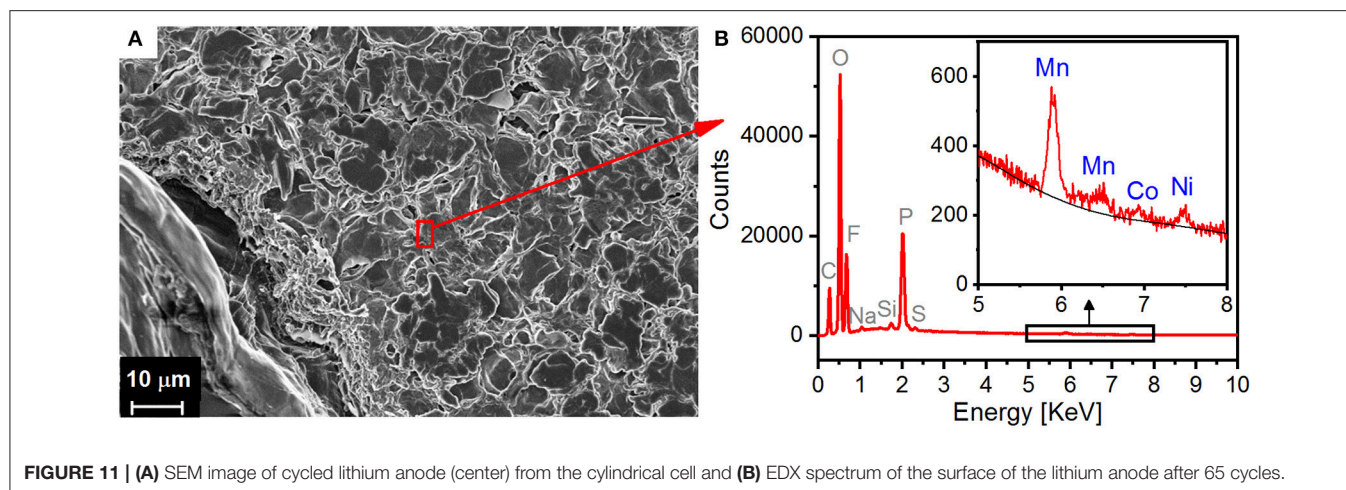 A
10 μm
B
60000
40000
20000
0
Counts
O
F
C
Na
Si
P
S
0 1 2 3 4 5 6 7 8 9 10
Energy [KeV]
600
400
200
0
Mn
Mn
Co
Ni
5 6 7 8
FIGURE 11 | (A) SEM image of cycled lithium anode (center) from the cylindrical cell and (B) EDX spectrum of the surface of the lithium anode after 65 cycles.